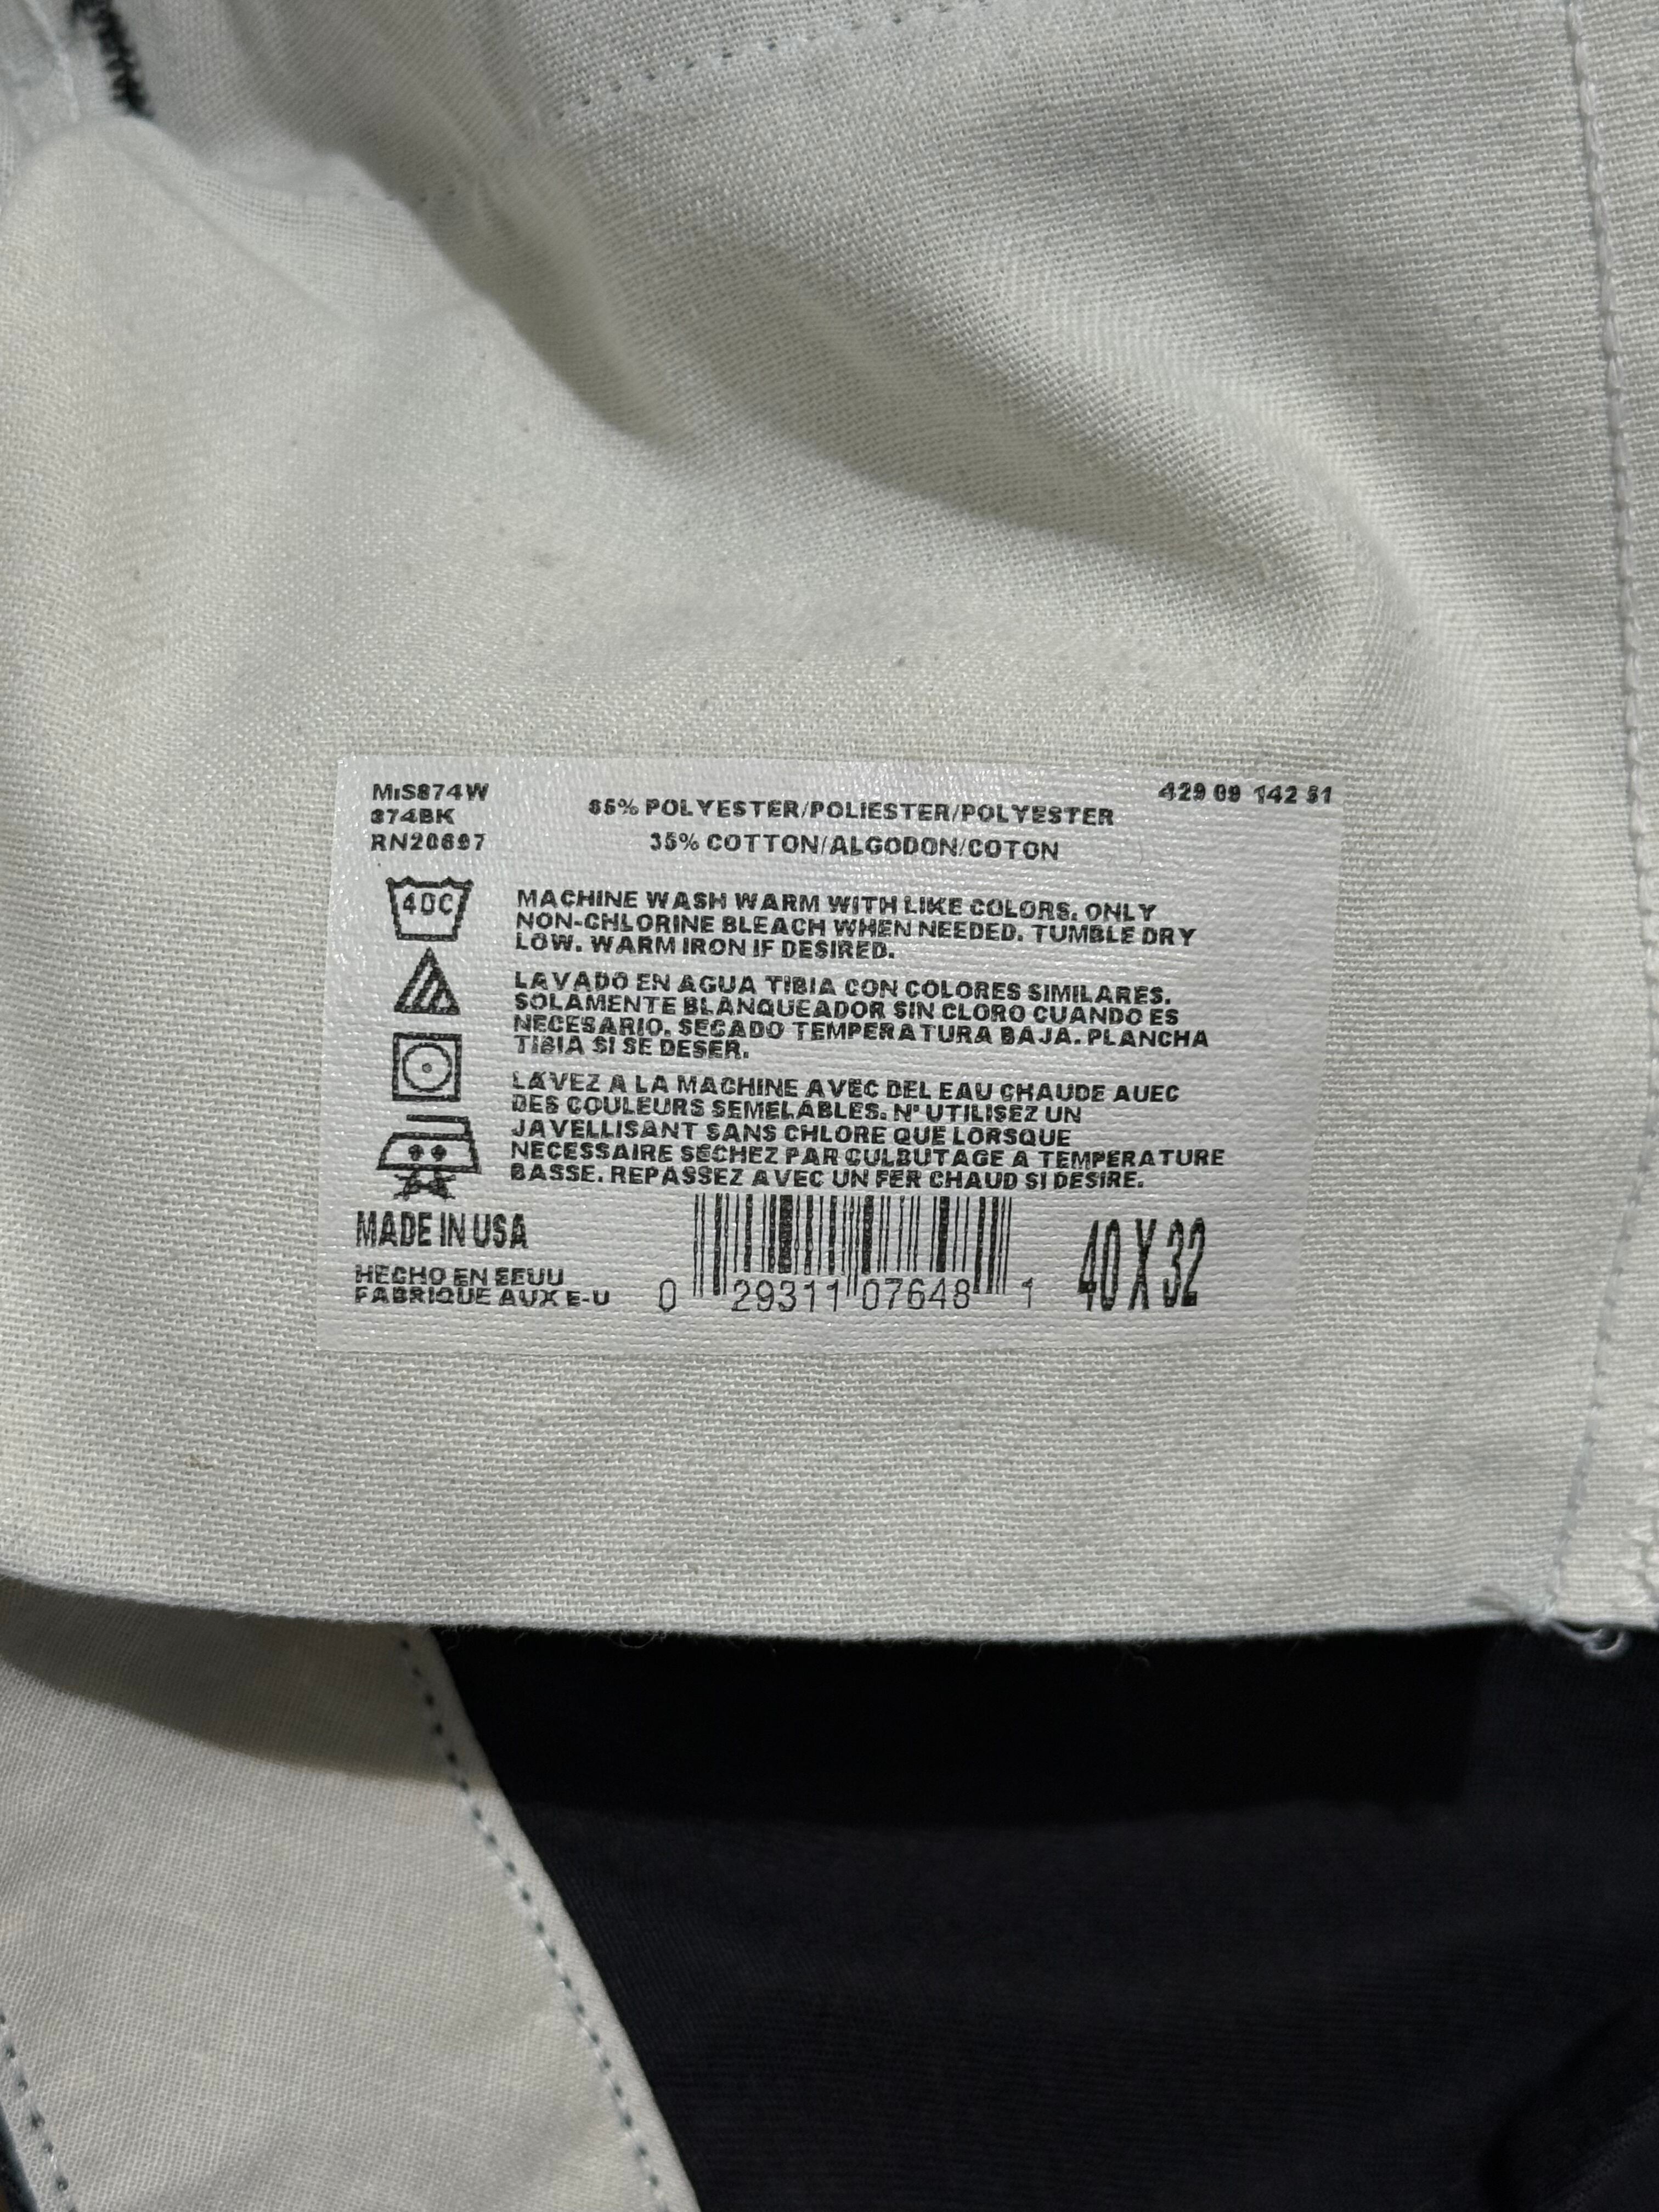 MIS874W
874BK
RN20697
65% POLYESTER/POLIESTER/POLYESTER
35% COTTON/ALGODON/COTON
429 09 142 81
40C
MACHINE WASH WARM WITH LIKE COLORS. ONLY
NON-CHLORINE BLEACH WHEN NEEDED. TUMBLE DRY
LOW. WARM IRON IF DESIRED.
LAVADO EN AGUA TIBIA CON COLORES SIMILARES.
SOLAMENTE BLANQUEADOR SIN CLORO CUANDO ES
NECESARIO. SECADO TEMPERATURA BAJA. PLANCHA
TIBIA SI SE DESER.
LAVEZ A LA MACHINE AVEC DEL EAU CHAUDE AUEC
DES COULEURS SEMELABLES. N' UTILISEZ UN
JAVELLISANT SANS CHLORE QUE LORSQUE
NECESSAIRE SECHEZ PAR CULBUTAGE A TEMPERATURE
BASSE. REPASSEZ AVEC UN FER CHAUD SI DESIRE.
MADE IN USA
HECHO EN EEUU
FABRIQUE AUX E-U
0 29311 07648 1
40 X 32